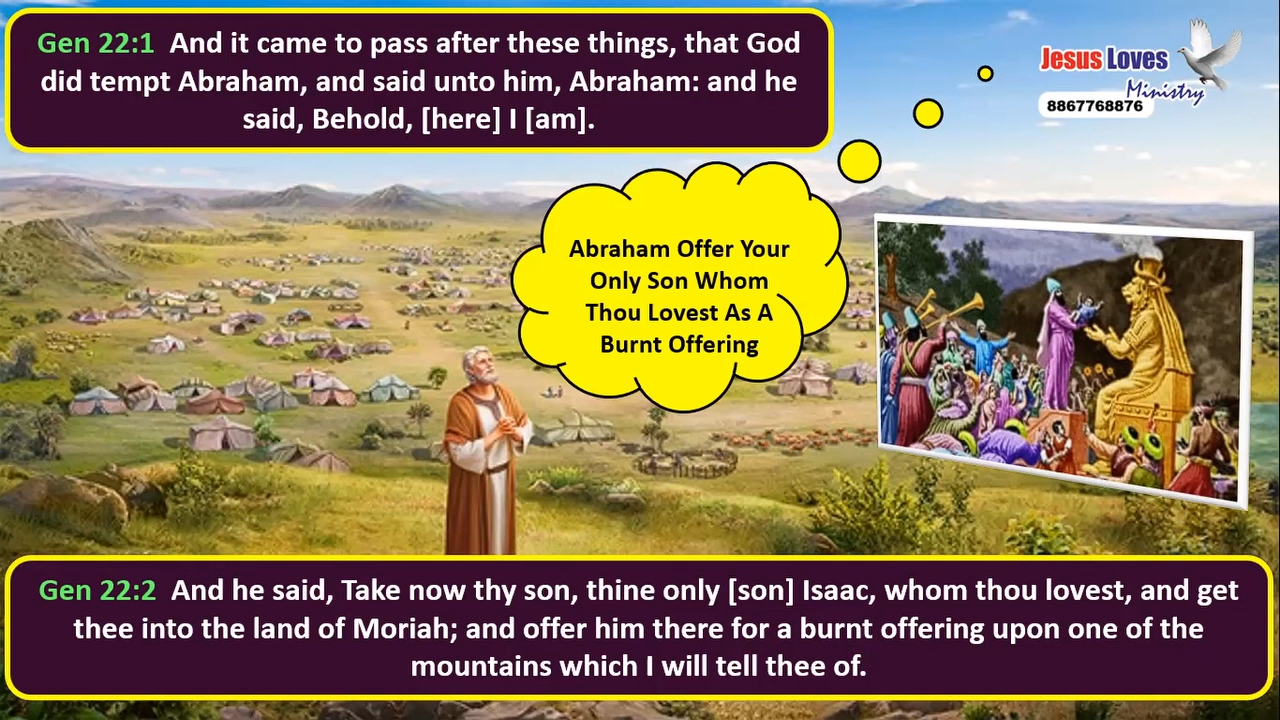 Gen 22:1 And it came to pass after these things, that God
did tempt Abraham, and said unto him, Abraham: and he
said, Behold, [here] I [am].
Jesus Loves
Ministry
8867768876
Abraham Offer Your
Only Son Whom
Thou Lovest As A
Burnt Offering
Gen 22:2 And he said, Take now thy son, thine only [son] Isaac, whom thou lovest, and get
thee into the land of Moriah; and offer him there for a burnt offering upon one of the
mountains which I will tell thee of.